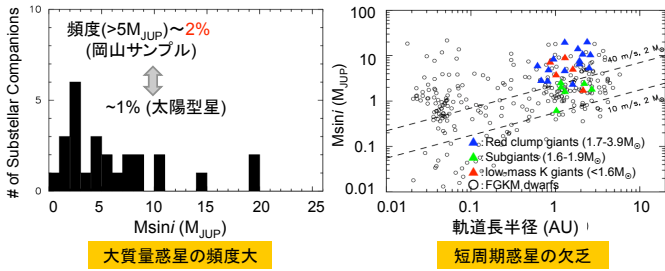 頻度(>5MJUP)～2%
(岡山サンプル)
~1% (太陽型星)
# of Substellar Companions
10
5
0
0 5 10 15 20 25
Msini (MJUP)
大質量惑星の頻度大
Msini (MJUP)
100
10
1
0.1
0.01
0.01 0.1 1 10
40 m/s, 2 M
10 m/s, 2 M
: Red clump giants (1.7-3.9M⊙)
: Subgiants (1.6-1.9M⊙)
: low-mass K giants (<1.6M⊙)
: FGKM dwarfs
軌道長半径 (AU)
短周期惑星の欠乏